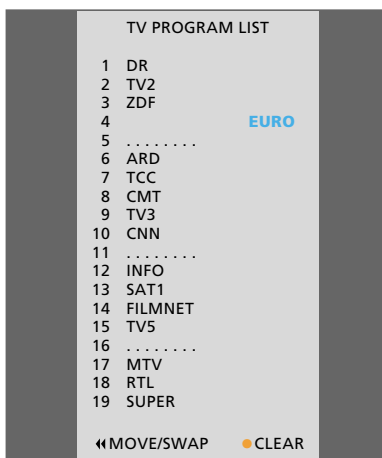 TV PROGRAM LIST
1 DR
2 TV2
3 ZDF
4 EURO
5 . . . . . . . .
6 ARD
7 TCC
8 CMT
9 TV3
10 CNN
11 . . . . . . . .
12 INFO
13 SAT1
14 FILMNET
15 TV5
16 . . . . . . . .
17 MTV
18 RTL
19 SUPER
MOVE/SWAP CLEAR